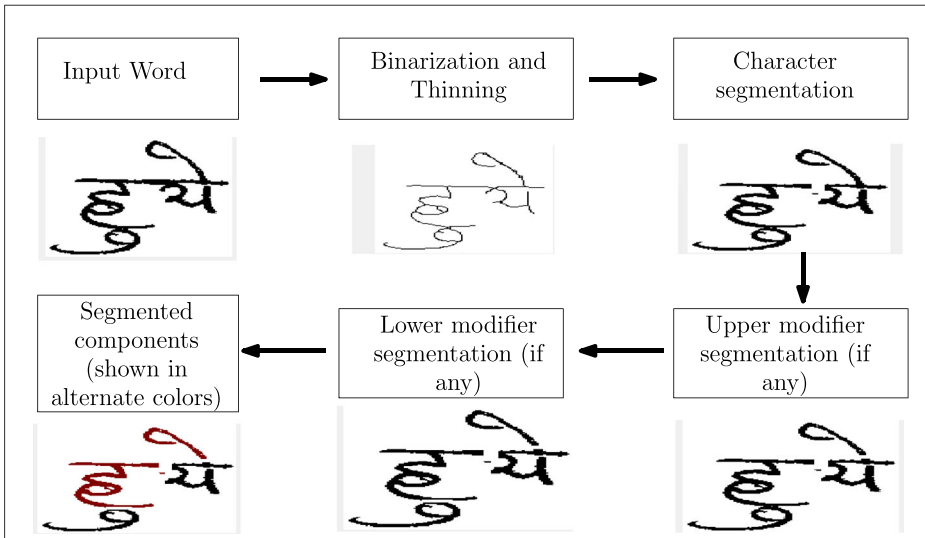 Input Word
Binarization and
Thinning
Character
segmentation
हुये
हुये
हुये
Segmented
components
(shown in
alternate colors)
Lower modifier
segmentation (if
any)
Upper modifier
segmentation (if
any)
हुये
हुये
हुये